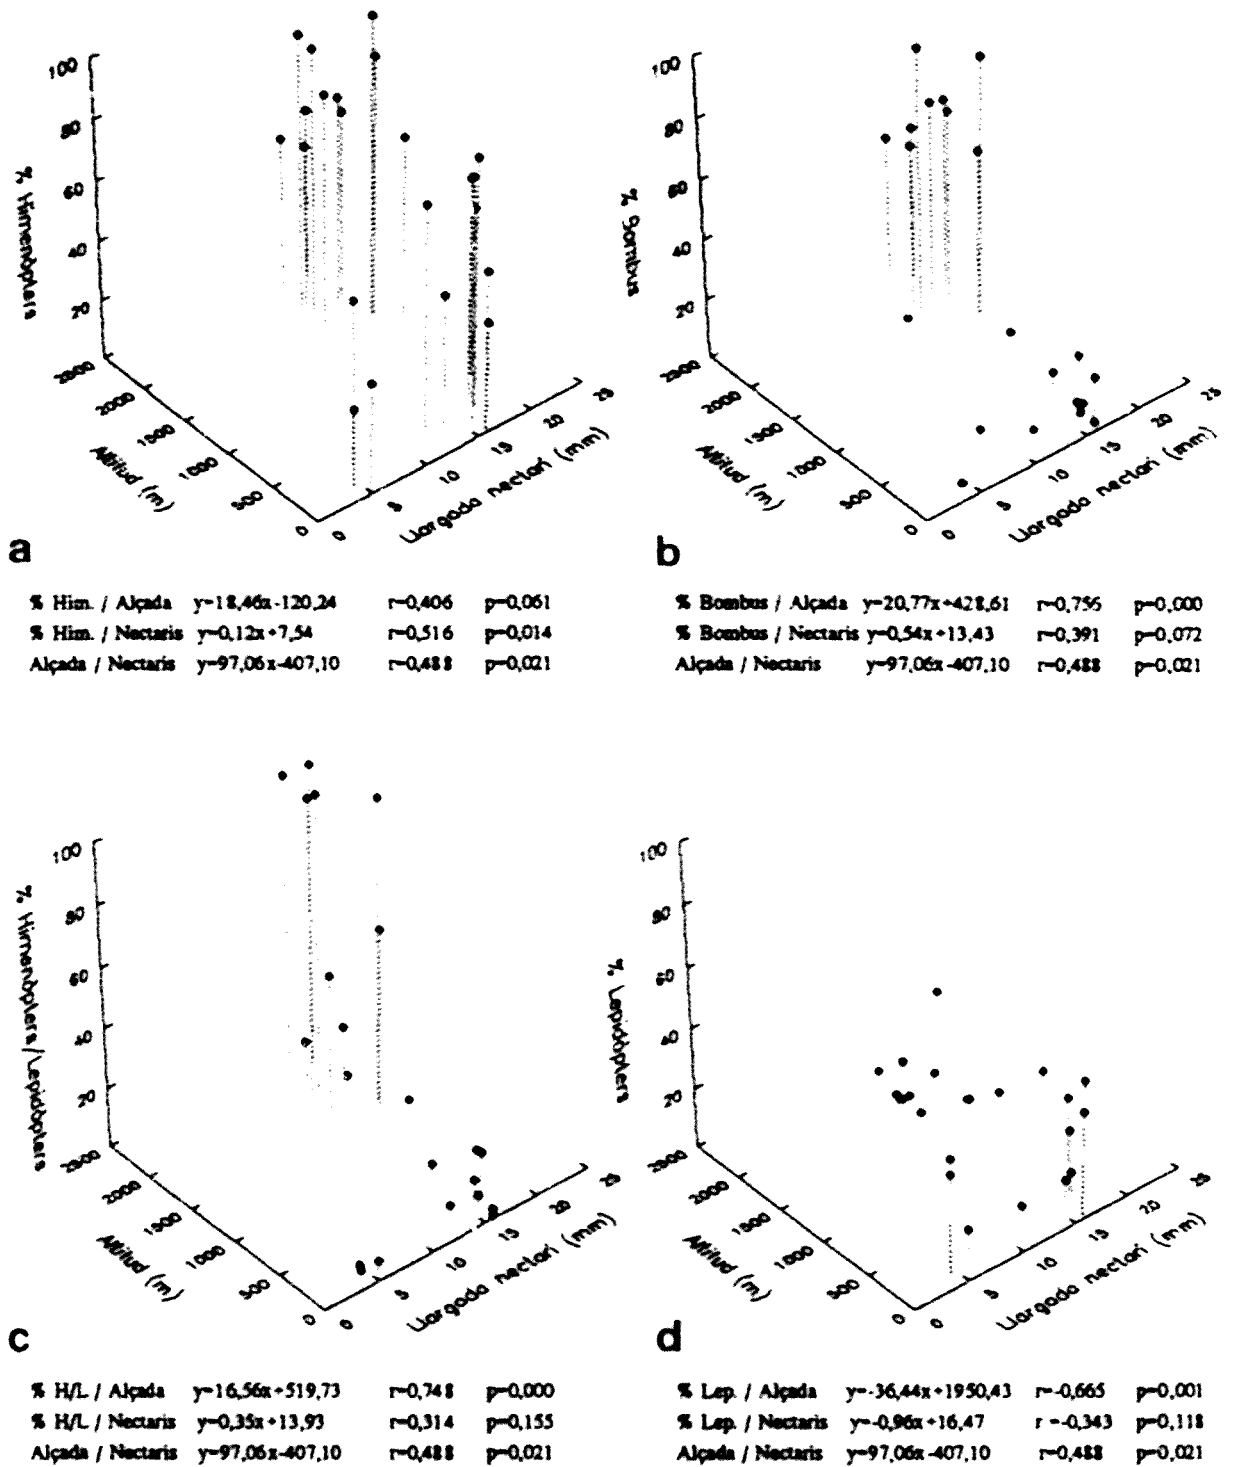 100
80
60
40
20
% Himenòpters
2500
2000
1500
1000
500
0
Altitud (m)
0
5
10
15
20
25
Llargada nectari (mm)
a
% Him. / Alçada y=18,46x-120,24 r=0,406 p=0,061
% Him. / Nectaris y=0,12x+7,54 r=0,516 p=0,014
Alçada / Nectaris y=97,06x-407,10 r=0,488 p=0,021
100
80
60
40
20
% Bombus
2500
2000
1500
1000
500
0
Altitud (m)
0
5
10
15
20
25
Llargada nectari (mm)
b
% Bombus / Alçada y=20,77x+428,61 r=0,756 p=0,000
% Bombus / Nectaris y=0,54x+13,43 r=0,391 p=0,072
Alçada / Nectaris y=97,06x-407,10 r=0,488 p=0,021
100
80
60
40
20
% Himenòpters/Lepidòpters
2500
2000
1500
1000
500
0
Altitud (m)
0
5
10
15
20
25
Llargada nectari (mm)
c
% H/L / Alçada y=16,56x+519,73 r=0,748 p=0,000
% H/L / Nectaris y=0,35x+13,93 r=0,314 p=0,155
Alçada / Nectaris y=97,06x-407,10 r=0,488 p=0,021
100
80
60
40
20
% Lepidòpters
2500
2000
1500
1000
500
0
Altitud (m)
0
5
10
15
20
25
Llargada nectari (mm)
d
% Lep. / Alçada y=-36,44x+1950,43 r=-0,665 p=0,001
% Lep. / Nectaris y=-0,96x+16,47 r =-0,343 p=0,118
Alçada / Nectaris y=97,06x-407,10 r=0,488 p=0,021